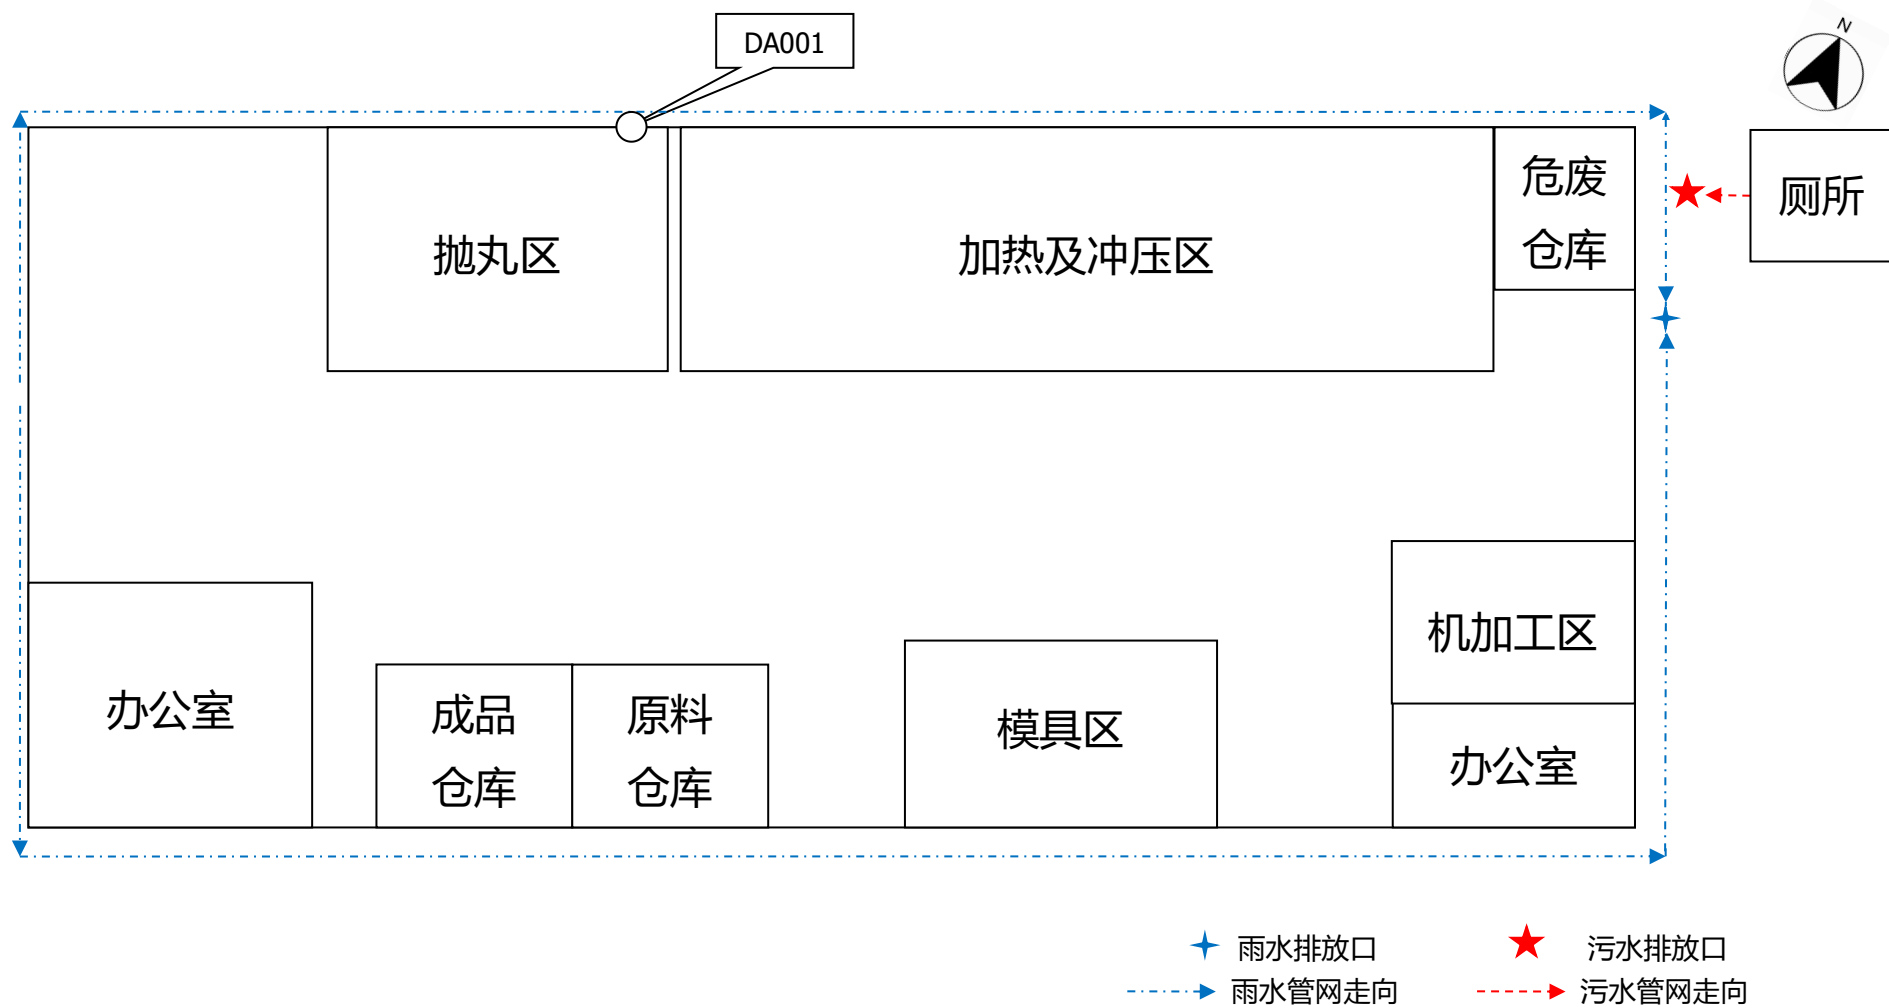 DA001
N
危废
仓库
厕所
抛丸区
加热及冲压区
机加工区
办公室
成品
仓库
原料
仓库
模具区
办公室
雨水排放口
污水排放口
雨水管网走向
污水管网走向